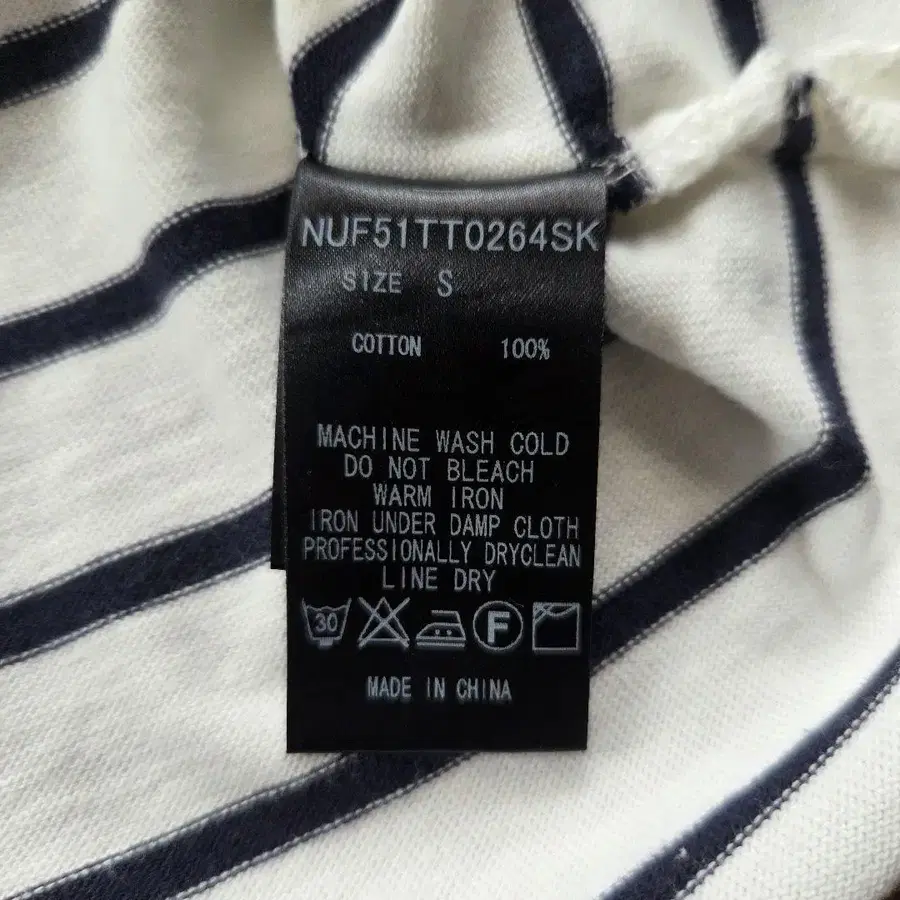 NUF51TT0264SK
SIZE S
COTTON 100%
MACHINE WASH COLD
DO NOT BLEACH
WARM IRON
IRON UNDER DAMP CLOTH
PROFESSIONALLY DRYCLEAN
LINE DRY
30 F
MADE IN CHINA